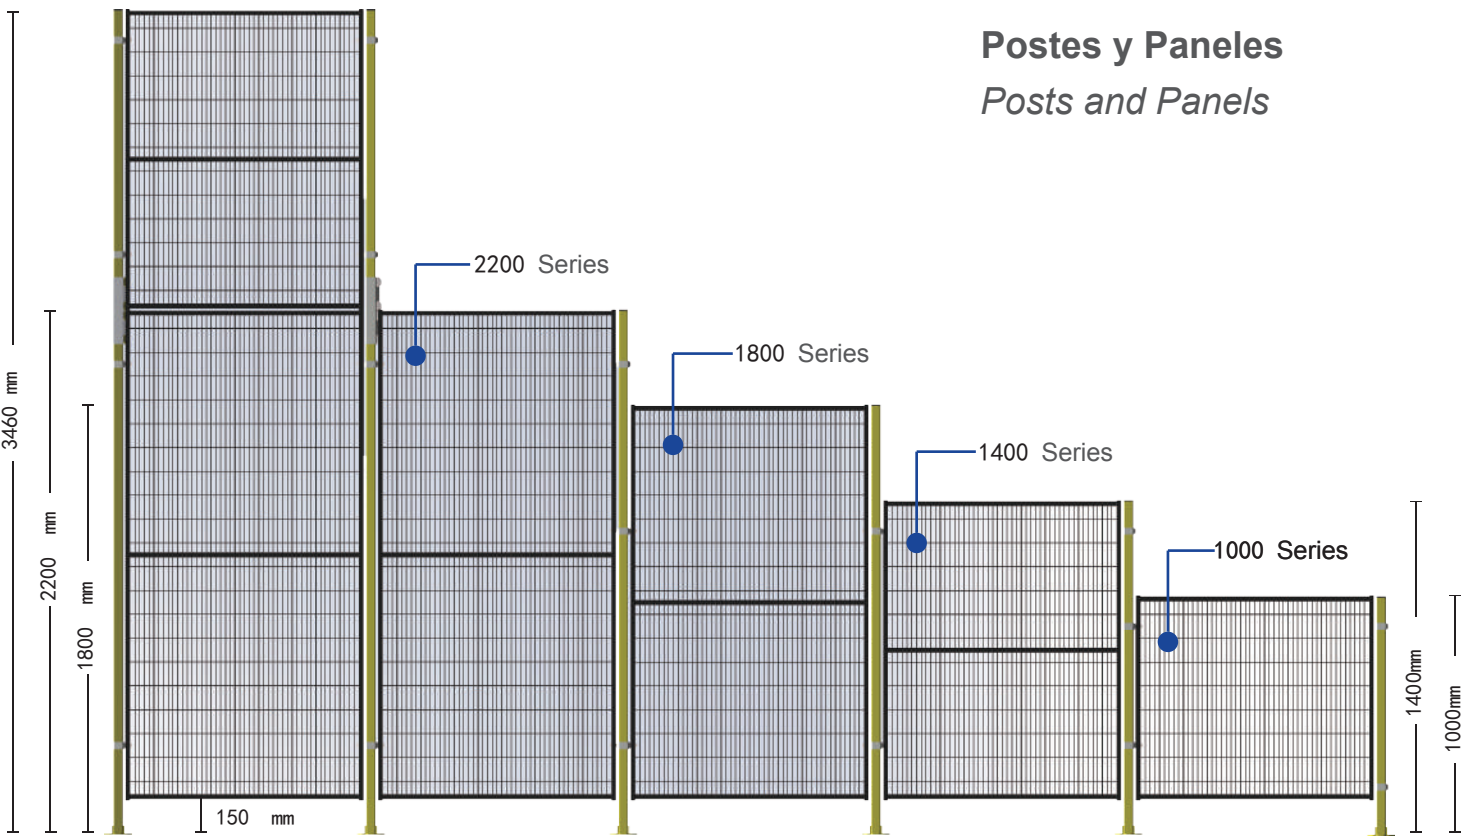 Postes y Paneles
Posts and Panels
2200 Series
1800 Series
1400 Series
1000 Series
3460 mm
2200 mm
1800 mm
150 mm
1400mm
1000mm